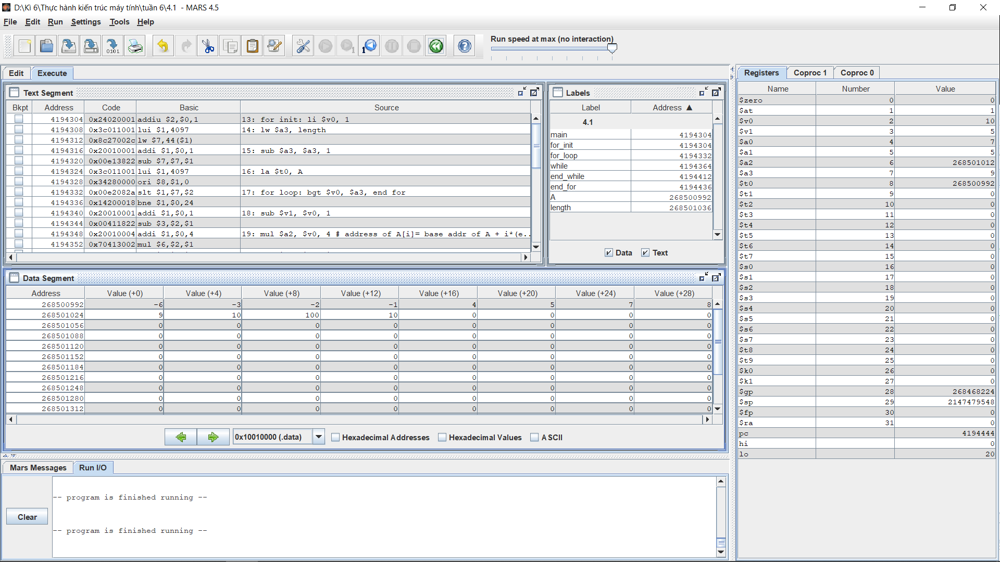 D:\Kì 6\Thực hành kiến trúc máy tính\tuần 6\4.1 - MARS 4.5
File Edit Run Settings Tools Help
Run speed at max (no interaction)
Edit Execute
Text Segment
Bkpt Address Code Basic Source
4194304 0x24020001 addiu $2,$0,1 13: for_init: li $v0, 1
4194308 0x3c011001 lui $1,4097 14: lw $a3, length
4194312 0x8c27002c lw $7,44($1)
4194316 0x20010001 addi $1,$0,1 15: sub $a3, $a3, 1
4194320 0x00e13822 sub $7,$7,$1
4194324 0x3c011001 lui $1,4097 16: la $t0, A
4194328 0x34280000 ori $8,$1,0
4194332 0x00e2082a slt $1,$7,$2 17: for_loop: bgt $v0, $a3, end_for
4194336 0x14200018 bne $1,$0,24
4194340 0x20010001 addi $1,$0,1 18: sub $v1, $v0, 1
4194344 0x00411822 sub $3,$2,$1
4194348 0x20010004 addi $1,$0,4 19: mul $a2, $v0, 4 # address of A[i]= base addr of A + i*(e...
4194352 0x70413002 mul $6,$2,$1
Labels
Label Address ▲
4.1
main 4194304
for_init 4194304
for_loop 4194332
while 4194364
end_while 4194412
end_for 4194436
A 268500992
length 268501036
Data Text
Data Segment
Address Value (+0) Value (+4) Value (+8) Value (+12) Value (+16) Value (+20) Value (+24) Value (+28)
268500992 -6 -3 -2 -1 4 5 7 8
268501024 9 10 100 10 0 0 0 0
268501056 0 0 0 0 0 0 0 0
268501088 0 0 0 0 0 0 0 0
268501120 0 0 0 0 0 0 0 0
268501152 0 0 0 0 0 0 0 0
268501184 0 0 0 0 0 0 0 0
268501216 0 0 0 0 0 0 0 0
268501248 0 0 0 0 0 0 0 0
268501280 0 0 0 0 0 0 0 0
268501312 0 0 0 0 0 0 0 0
0x10010000 (.data) Hexadecimal Addresses Hexadecimal Values ASCII
Mars Messages Run I/O
Clear
-- program is finished running --
-- program is finished running --
Registers Coproc 1 Coproc 0
Name Number Value
$zero 0 0
$at 1 1
$v0 2 10
$v1 3 5
$a0 4 7
$a1 5 5
$a2 6 268501012
$a3 7 9
$t0 8 268500992
$t1 9 0
$t2 10 0
$t3 11 0
$t4 12 0
$t5 13 0
$t6 14 0
$t7 15 0
$s0 16 0
$s1 17 0
$s2 18 0
$s3 19 0
$s4 20 0
$s5 21 0
$s6 22 0
$s7 23 0
$t8 24 0
$t9 25 0
$k0 26 0
$k1 27 0
$gp 28 268468224
$sp 29 2147479548
$fp 30 0
$ra 31 0
pc 4194444
hi 0
lo 20